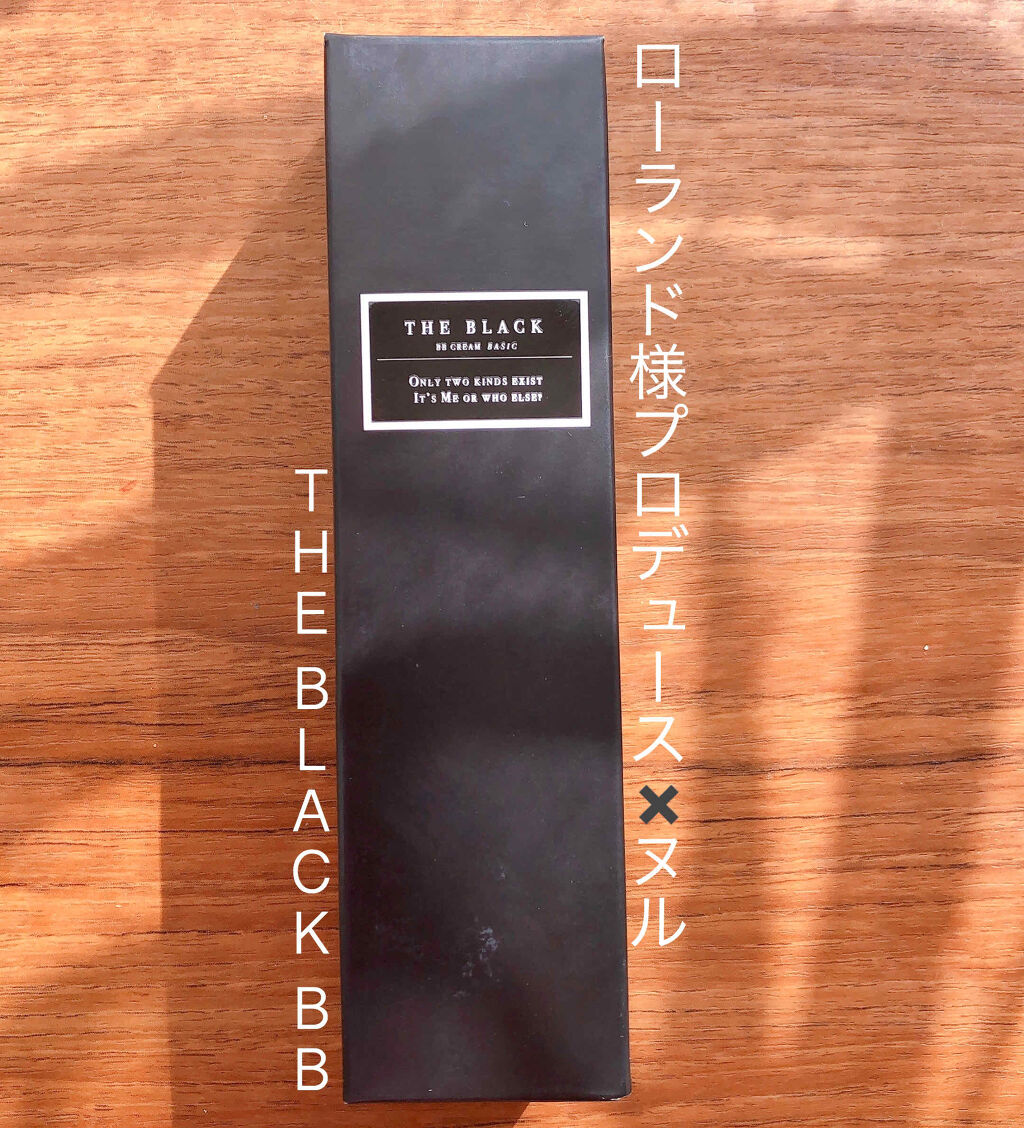 ローランド様プロデュース✖ヌル
THE BLACK
BB CREAM BASIC
ONLY TWO KINDS EXIST
IT'S ME OR WHO ELSE?
THE BLACK BB